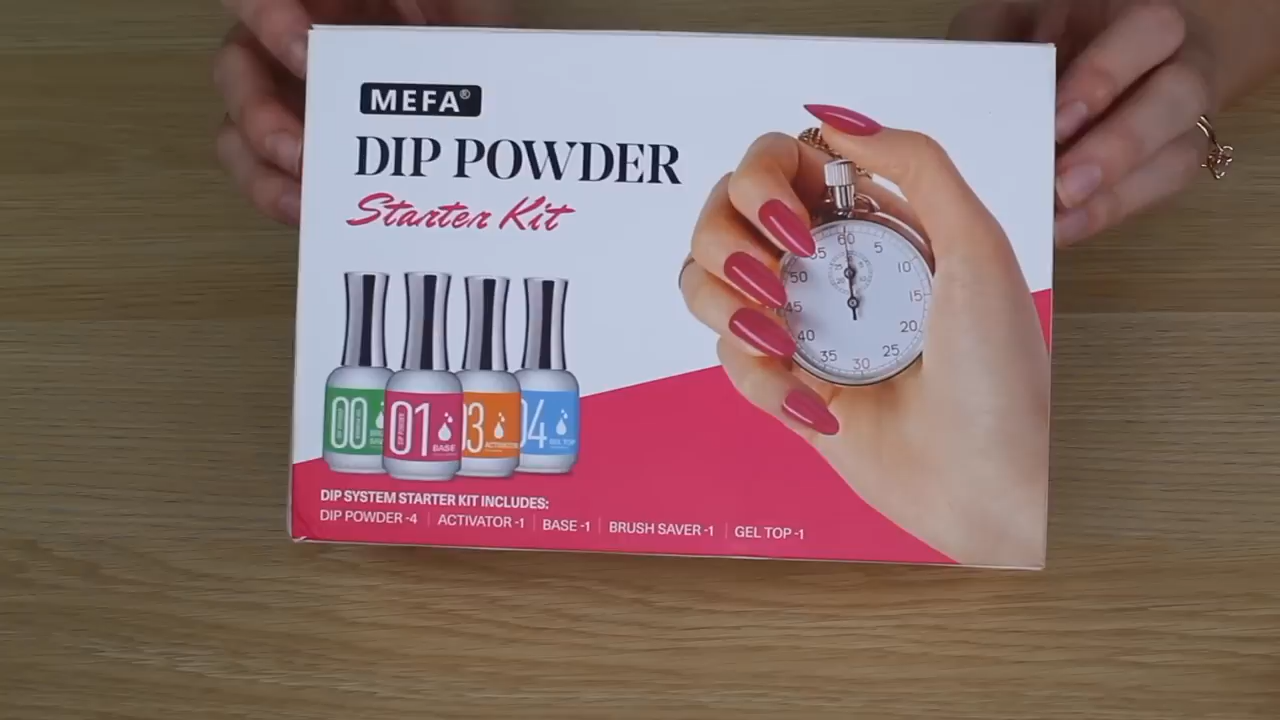 MEFA®
DIP POWDER
Starter Kit
60
5
10
15
20
25
30
35
40
45
50
55
00
01
BASE
03
ACTIVATOR
04
GEL TOP
DIP SYSTEM STARTER KIT INCLUDES:
DIP POWDER -4 | ACTIVATOR -1 | BASE -1 | BRUSH SAVER -1 | GEL TOP -1